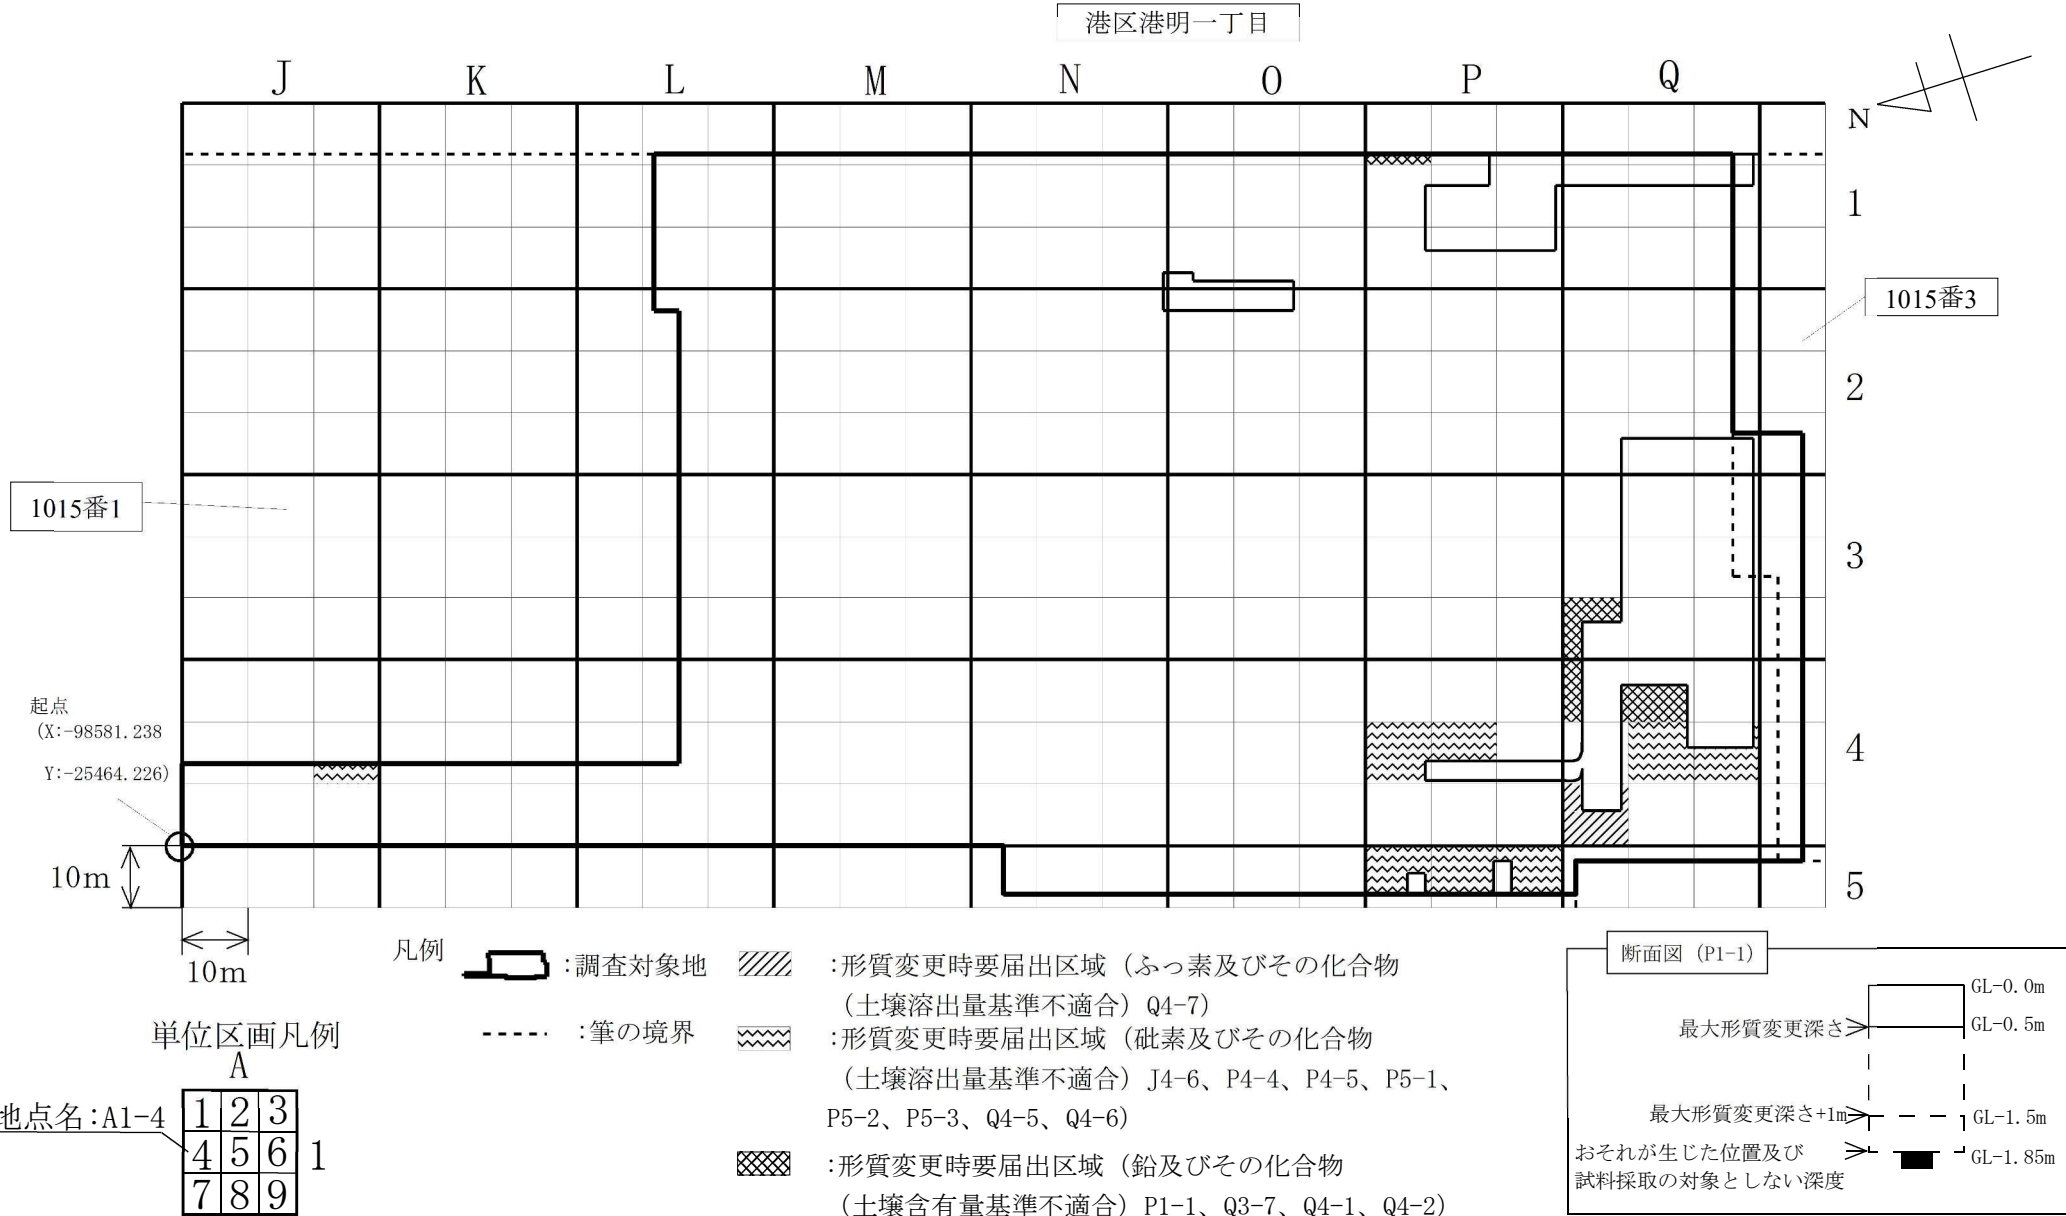 港区港明一丁目
J K L M N O P Q
N
1
1015番3
2
1015番1
3
起点
(X:-98581.238
Y:-25464.226)
4
10m
5
10m
凡例
:調査対象地
:筆の境界
:形質変更時要届出区域（ふっ素及びその化合物
（土壌溶出量基準不適合）Q4-7）
:形質変更時要届出区域（砒素及びその化合物
（土壌溶出量基準不適合）J4-6、P4-4、P4-5、P5-1、
P5-2、P5-3、Q4-5、Q4-6）
:形質変更時要届出区域（鉛及びその化合物
（土壌含有量基準不適合）P1-1、Q3-7、Q4-1、Q4-2）
単位区画凡例
A
地点名:A1-4
1 2 3
4 5 6 1
7 8 9
断面図（P1-1）
GL-0.0m
最大形質変更深さ GL-0.5m
最大形質変更深さ+1m GL-1.5m
おそれが生じた位置及び
試料採取の対象としない深度
GL-1.85m